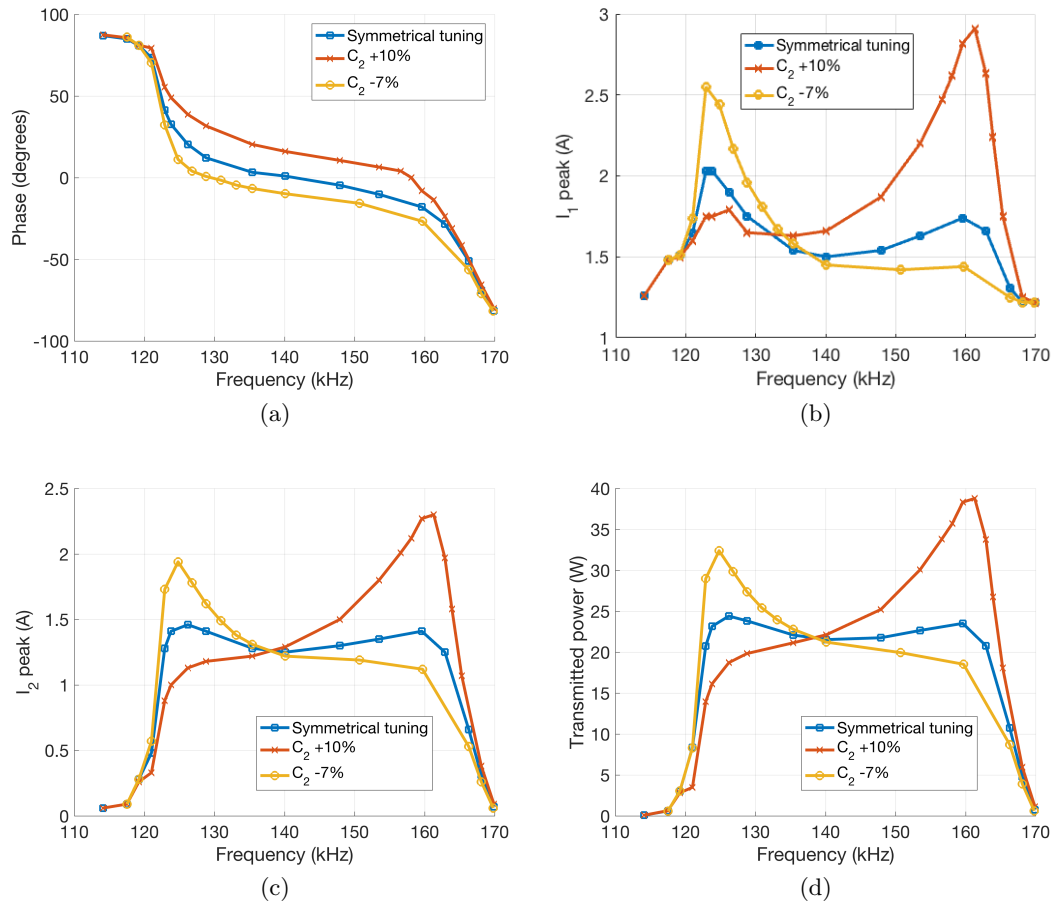 100
50
0
-50
-100
110 120 130 140 150 160 170
Phase (degrees)
Frequency (kHz)
Symmetrical tuning
C2 +10%
C2 -7%
(a)
3
2.5
2
1.5
1
110 120 130 140 150 160 170
I1 peak (A)
Frequency (kHz)
Symmetrical tuning
C2 +10%
C2 -7%
(b)
2.5
2
1.5
1
0.5
0
110 120 130 140 150 160 170
I2 peak (A)
Frequency (kHz)
Symmetrical tuning
C2 +10%
C2 -7%
(c)
40
35
30
25
20
15
10
5
0
110 120 130 140 150 160 170
Transmitted power (W)
Frequency (kHz)
Symmetrical tuning
C2 +10%
C2 -7%
(d)